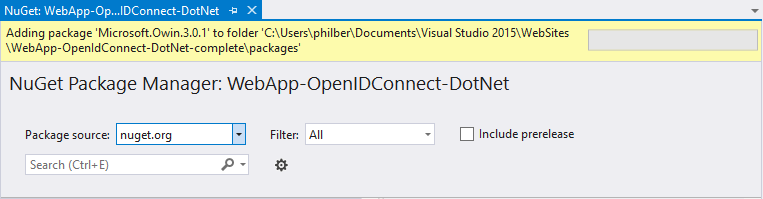 NuGet: WebApp-Op...IDConnect-DotNet
Adding package 'Microsoft.Owin.3.0.1' to folder 'C:\Users\philber\Documents\Visual Studio 2015\WebSites
\WebApp-OpenIdConnect-DotNet-complete\packages'
NuGet Package Manager: WebApp-OpenIDConnect-DotNet
Package source: nuget.org Filter: All Include prerelease
Search (Ctrl+E)